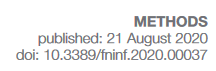 METHODS
published: 21 August 2020
doi: 10.3389/fninf.2020.00037